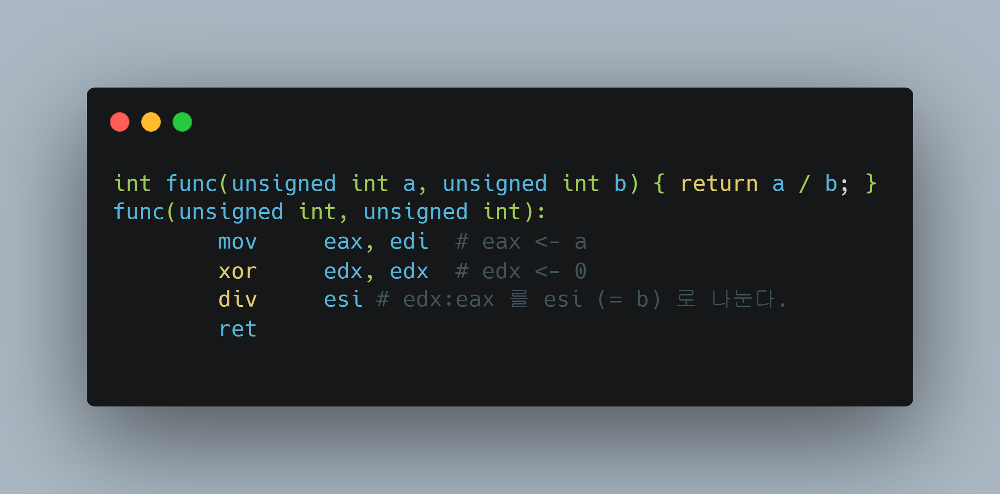 int func(unsigned int a, unsigned int b) { return a / b; }
func(unsigned int, unsigned int):
        mov     eax, edi  # eax <- a
        xor     edx, edx  # edx <- 0
        div     esi # edx:eax 를 esi (= b) 로 나눈다.
        ret